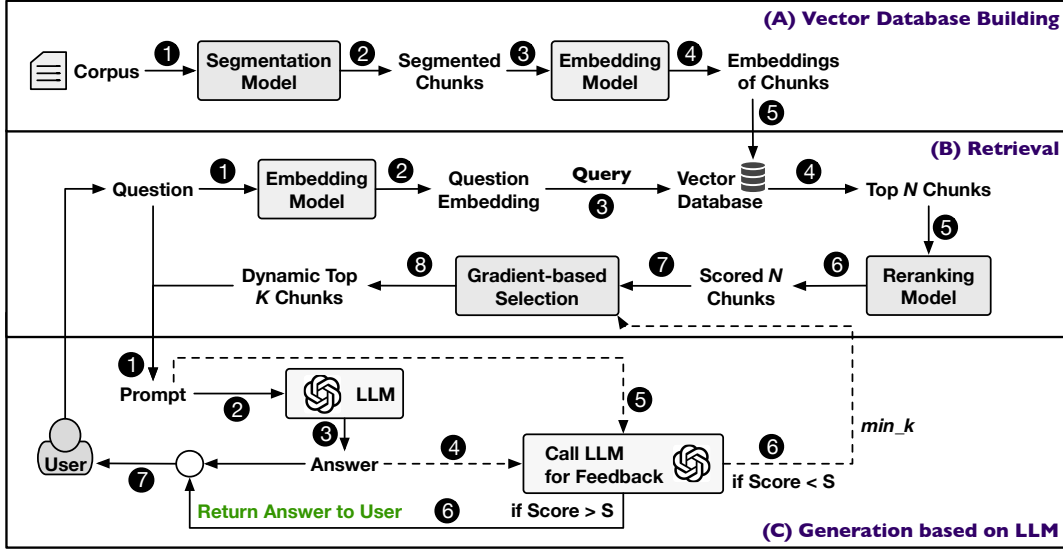 (A) Vector Database Building
1
2
3
4
Corpus
Segmentation
Model
Segmented
Chunks
Embedding
Model
Embeddings
of Chunks
5
(B) Retrieval
1
2
Query
3
4
Question
Embedding
Model
Question
Embedding
Vector
Database
Top N Chunks
5
8
7
6
Dynamic Top
K Chunks
Gradient-based
Selection
Scored N
Chunks
Reranking
Model
1
Prompt
2
LLM
3
5
min_k
User
7
Answer
4
Call LLM
for Feedback
6
if Score < S
Return Answer to User
6
if Score > S
(C) Generation based on LLM